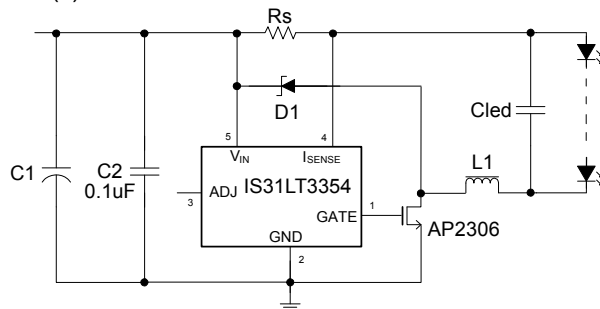 Rs
D1
5
4
VIN
ISENSE
Cled
C1
C2
0.1uF
3
ADJ
IS31LT3354
L1
GATE
1
AP2306
GND
2